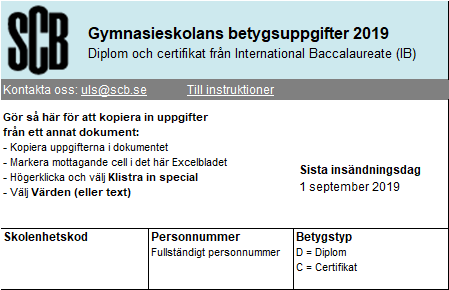 SCB
Gymnasieskolans betygsuppgifter 2019
Diplom och certifikat från International Baccalaureate (IB)
Kontakta oss: uls@scb.se Till instruktioner
Gör så här för att kopiera in uppgifter
från ett annat dokument:
- Kopiera uppgifterna i dokumentet
- Markera mottagande cell i det här Excelbladet
- Högerklicka och välj Klistra in special
- Välj Värden (eller text)
Sista insändningsdag
1 september 2019
Skolenhetskod
Personnummer
Fullständigt personnummer
Betygstyp
D = Diplom
C = Certifikat